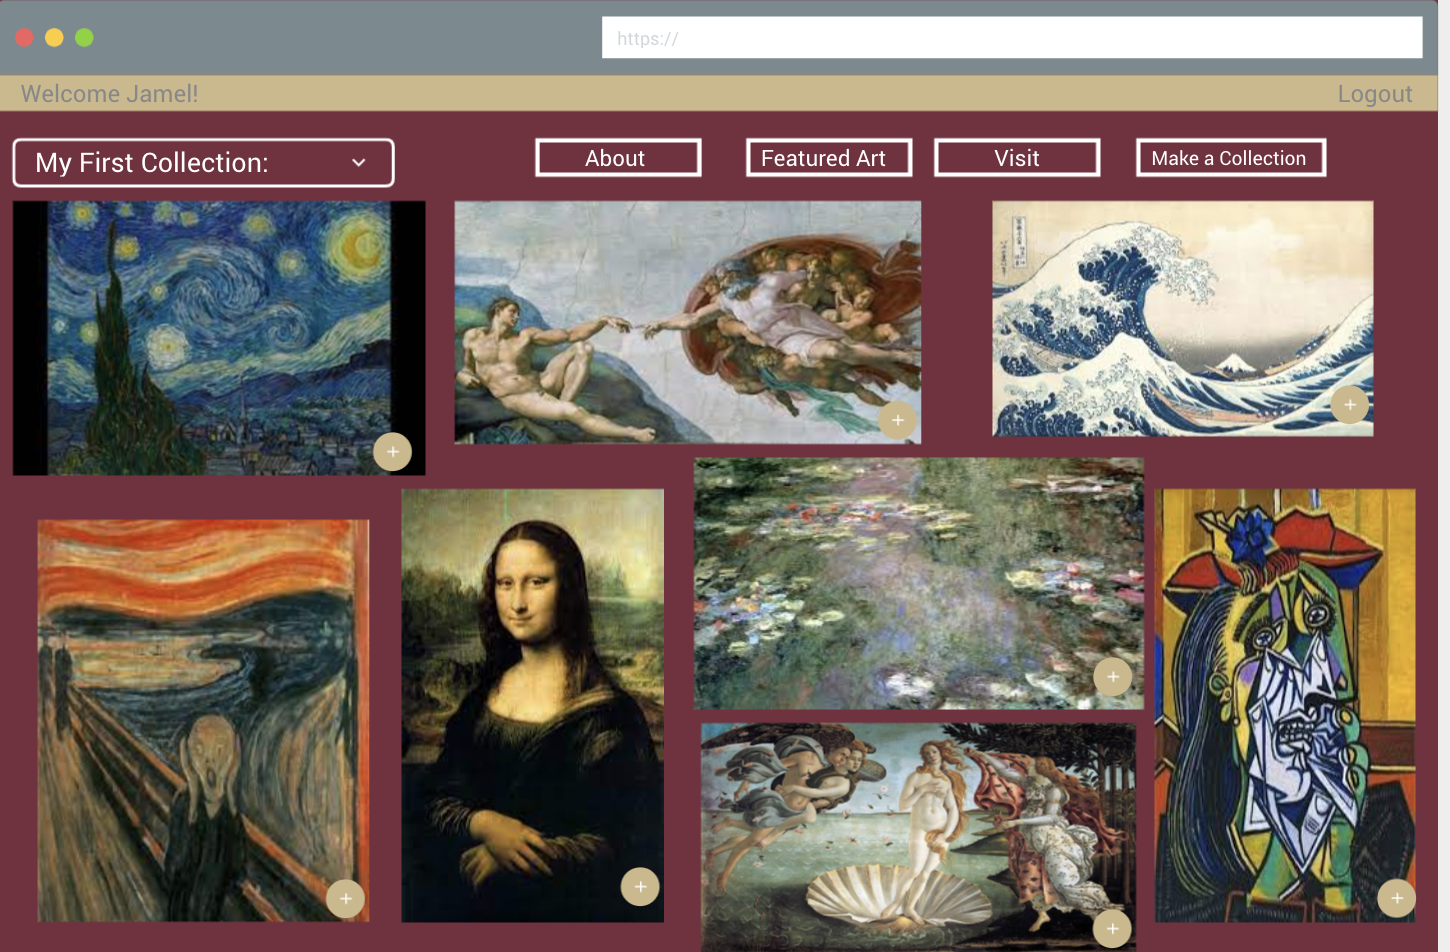 https://
Welcome Jamel!
Logout
My First Collection:
About
Featured Art
Visit
Make a Collection
+
+
+
+
+
+
+
+